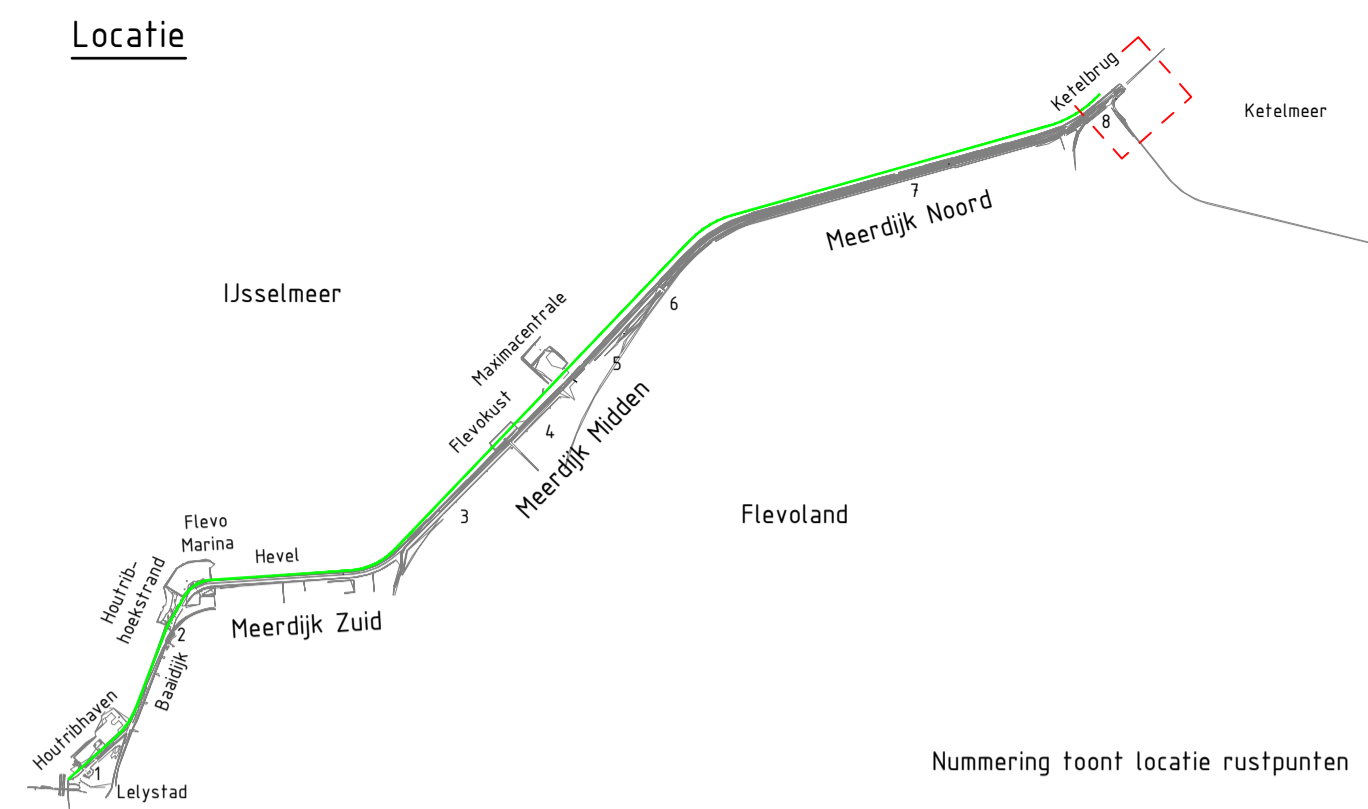 Locatie
Ketelbrug
Ketelmeer
8
7
Meerdijk Noord
IJsselmeer
6
Maximacentrale
5
Flevokust
4
Meerdijk Midden
3
Flevoland
Flevo
Marina
Hevel
Houtrib-
hoekstrand
Meerdijk Zuid
2
Baaidijk
Houtribhaven
1
Lelystad
Nummering toont locatie rustpunten